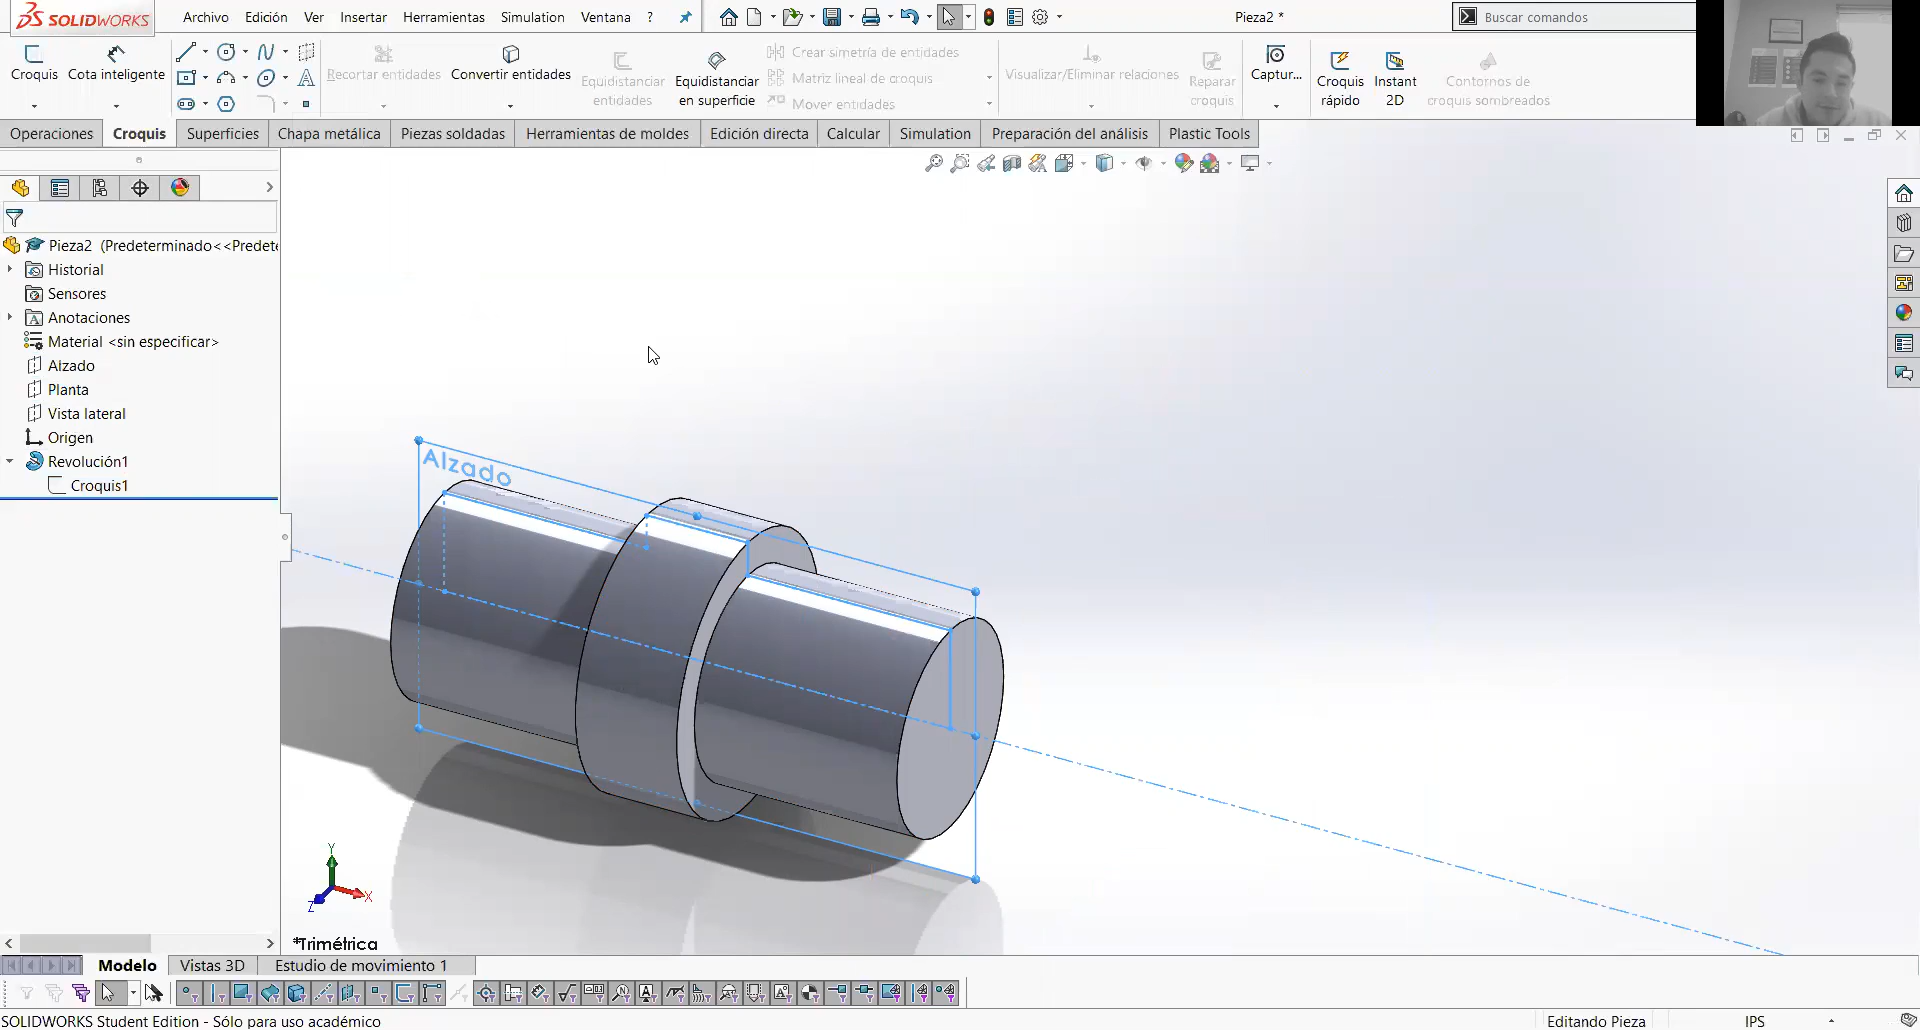 SOLIDWORKS
Archivo Edición Ver Insertar Herramientas Simulation Ventana ?
Pieza2 *
Buscar comandos
Croquis
Cota inteligente
Recortar entidades
Convertir entidades
Equidistanciar entidades
Equidistanciar en superficie
Crear simetría de entidades
Matriz lineal de croquis
Mover entidades
Visualizar/Eliminar relaciones
Reparar croquis
Captur...
Croquis rápido
Instant 2D
Contornos de croquis sombreados
Operaciones Croquis Superficies Chapa metálica Piezas soldadas Herramientas de moldes Edición directa Calcular Simulation Preparación del análisis Plastic Tools
Pieza2 (Predeterminado<<Predete
Historial
Sensores
Anotaciones
Material <sin especificar>
Alzado
Planta
Vista lateral
Origen
Revolución1
Croquis1
Alzado
Y
X
Z
*Trimétrica
Modelo Vistas 3D Estudio de movimiento 1
SOLIDWORKS Student Edition - Sólo para uso académico
Editando Pieza
IPS